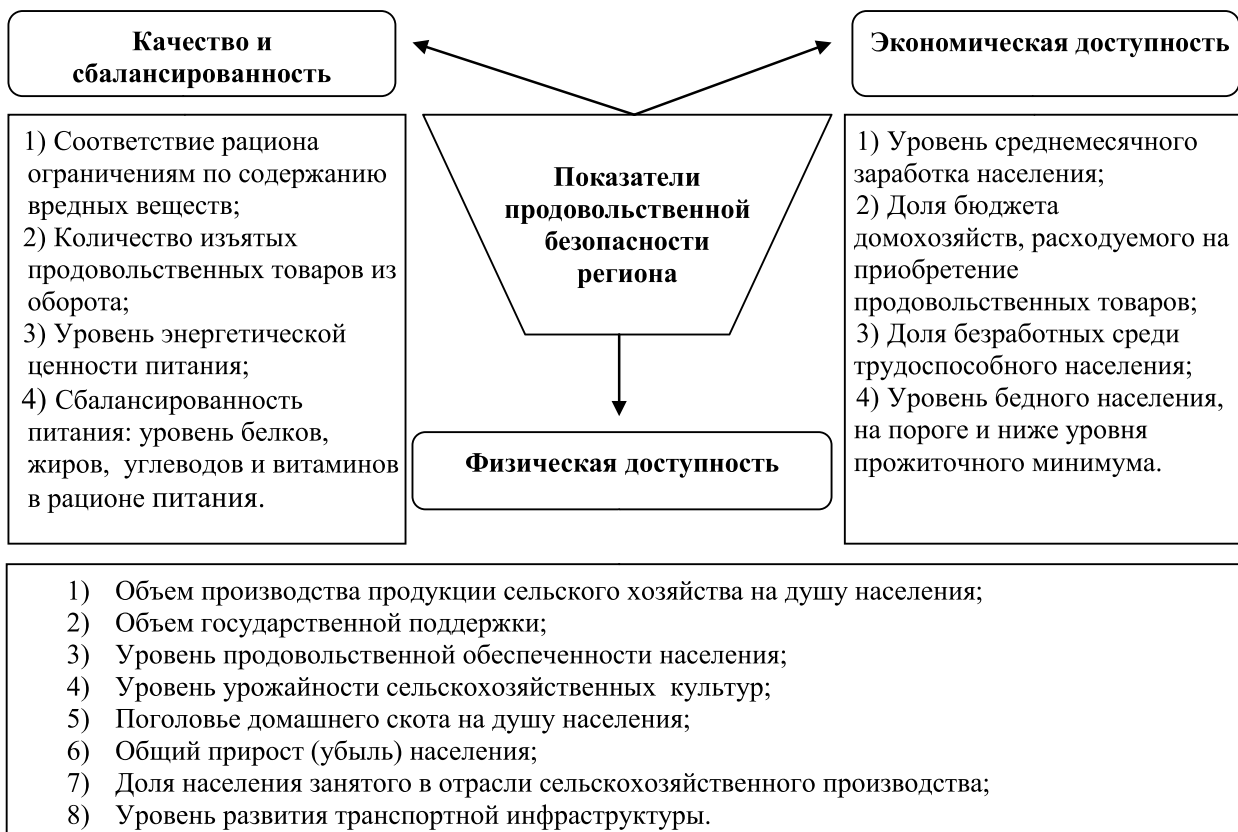 Качество и
сбалансированность
Экономическая доступность
1) Соответствие рациона
ограничениям по содержанию
вредных веществ;
2) Количество изъятых
продовольственных товаров из
оборота;
3) Уровень энергетической
ценности питания;
4) Сбалансированность
питания: уровень белков,
жиров, углеводов и витаминов
в рационе питания.
Показатели
продовольственной
безопасности
региона
1) Уровень среднемесячного
заработка населения;
2) Доля бюджета
домохозяйств, расходуемого на
приобретение
продовольственных товаров;
3) Доля безработных среди
трудоспособного населения;
4) Уровень бедного населения,
на пороге и ниже уровня
прожиточного минимума.
Физическая доступность
1) Объем производства продукции сельского хозяйства на душу населения;
2) Объем государственной поддержки;
3) Уровень продовольственной обеспеченности населения;
4) Уровень урожайности сельскохозяйственных культур;
5) Поголовье домашнего скота на душу населения;
6) Общий прирост (убыль) населения;
7) Доля населения занятого в отрасли сельскохозяйственного производства;
8) Уровень развития транспортной инфраструктуры.